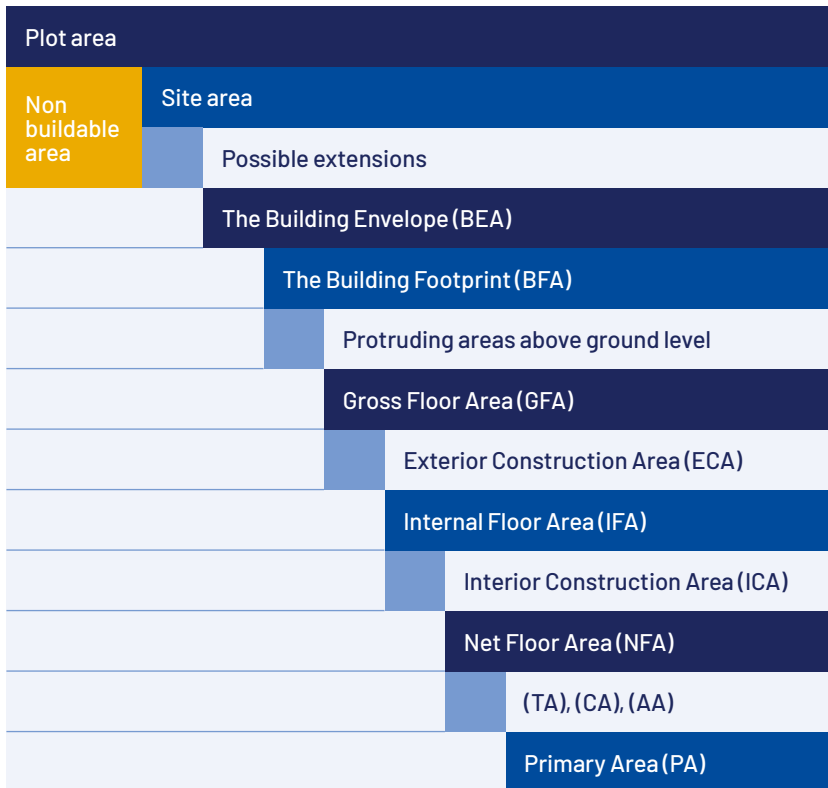 Plot area
Non
buildable
area
Site area
Possible extensions
The Building Envelope (BEA)
The Building Footprint (BFA)
Protruding areas above ground level
Gross Floor Area (GFA)
Exterior Construction Area (ECA)
Internal Floor Area (IFA)
Interior Construction Area (ICA)
Net Floor Area (NFA)
(TA), (CA), (AA)
Primary Area (PA)